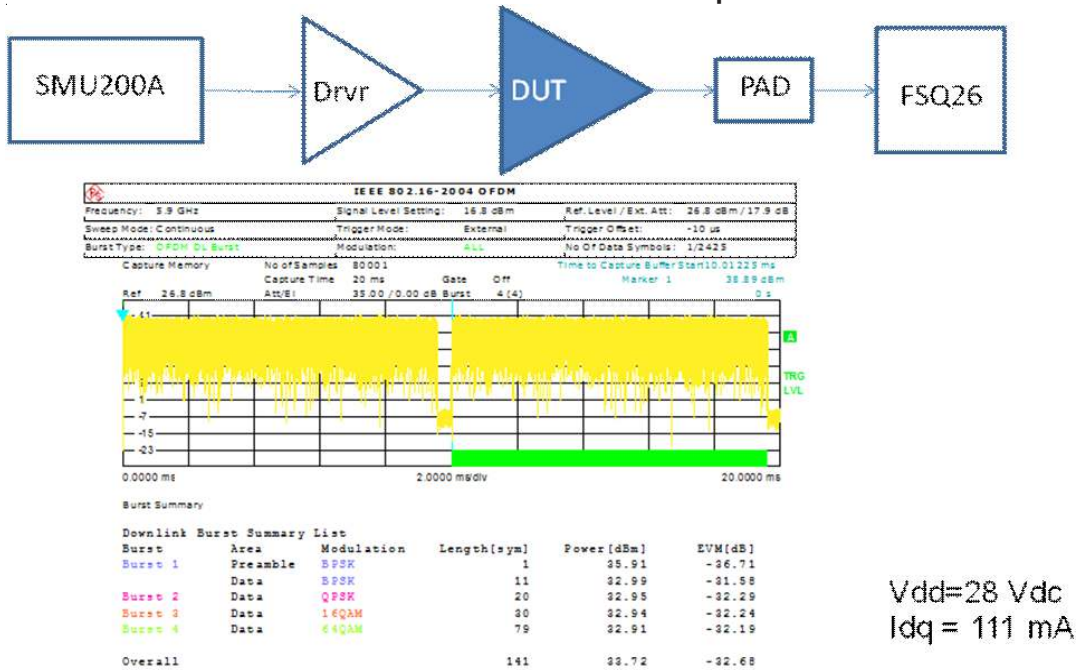 SMU200A
Drvr
DUT
PAD
FSQ26
IEEE 802.16-2004 OFDM
Frequency: 5.9 GHz Signal Level Setting: 16.8 dBm Ref. Level / Ext. Att: 26.8 dBm / 17.9 dB
Sweep Mode: Continuous Trigger Mode: External Trigger Offset: -10 µs
Burst Type: OFDM DL Burst Modulation: ALL No Of Data Symbols: 1/2425
Capture Memory No of Samples 80001 Time to Capture Buffer Start 10.01225 ms
Capture Time 20 ms Gate Off Marker 1 38.89 dBm
Ref 26.8 dBm Att/El 35.00 / 0.00 dB Burst 4 (4) 0 s
41
A
TRG
LVL
1
-7
-15
-23
0.0000 ms 2.0000 ms/div 20.0000 ms
Burst Summary
Downlink Burst Summary List
Burst Area Modulation Length[sym] Power[dBm] EVM[dB]
Burst 1 Preamble BPSK 1 35.91 -36.71
Data BPSK 11 32.99 -31.58
Burst 2 Data QPSK 20 32.95 -32.29
Burst 3 Data 16QAM 30 32.94 -32.24
Burst 4 Data 64QAM 79 32.91 -32.19
Overall 141 33.72 -32.68
Vdd=28 Vdc
Idq = 111 mA